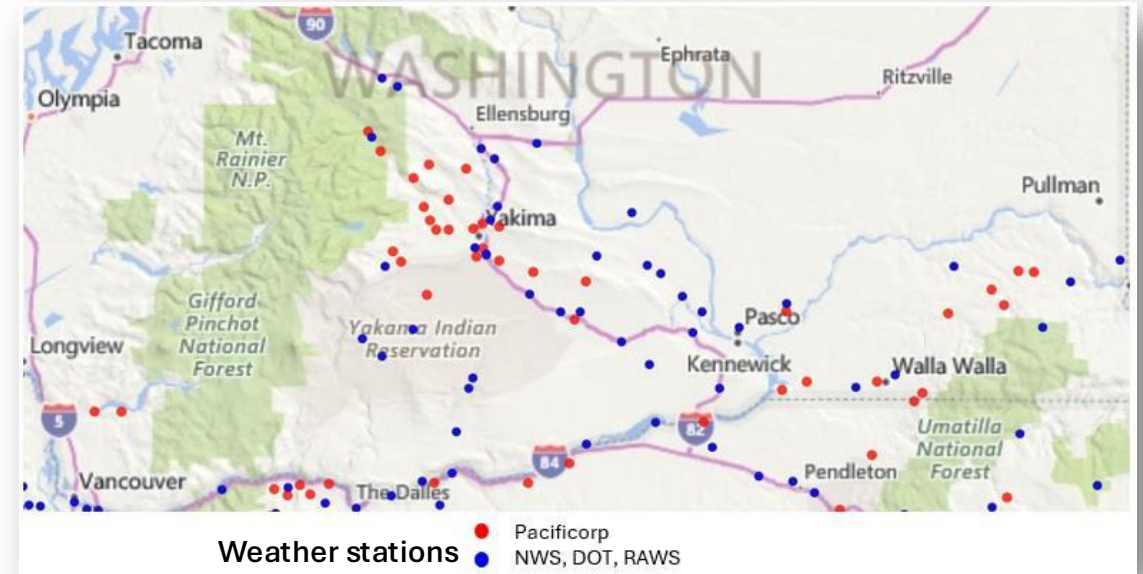 90
Tacoma
WASHINGTON
Ephrata
Ritzville
Olympia
Ellensburg
Mt.
Rainier
N.P.
Pullman
Yakima
Gifford
Pinchot
National
Forest
Yakama Indian
Reservation
Pasco
Longview
Kennewick
Walla Walla
5
82
Umatilla
National
Forest
84
Pendleton
Vancouver
The Dalles
Weather stations
Pacificorp
NWS, DOT, RAWS